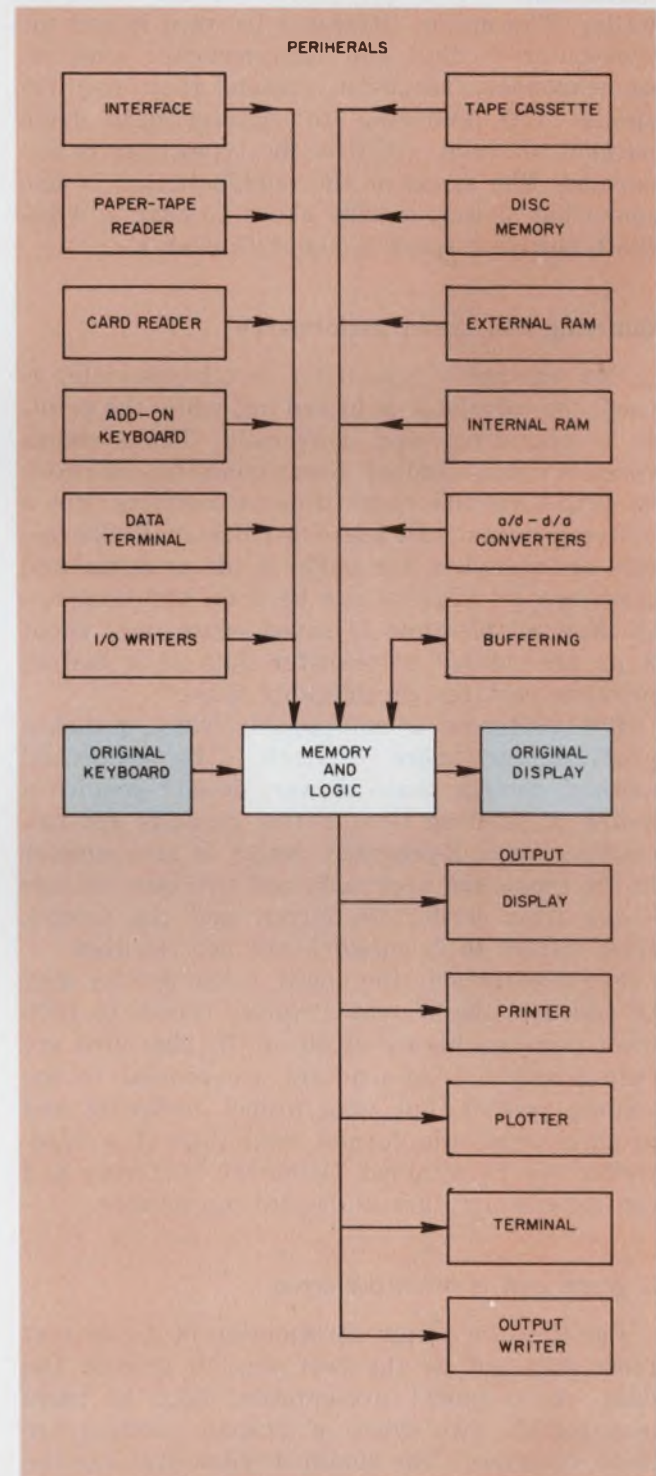 PERIHERALS
INTERFACE
PAPER-TAPE
READER
CARD READER
ADD-ON
KEYBOARD
DATA
TERMINAL
I/O WRITERS
TAPE CASSETTE
DISC
MEMORY
EXTERNAL RAM
INTERNAL RAM
a/d - d/a
CONVERTERS
BUFFERING
ORIGINAL
KEYBOARD
MEMORY
AND
LOGIC
ORIGINAL
DISPLAY
OUTPUT
DISPLAY
PRINTER
PLOTTER
TERMINAL
OUTPUT
WRITER